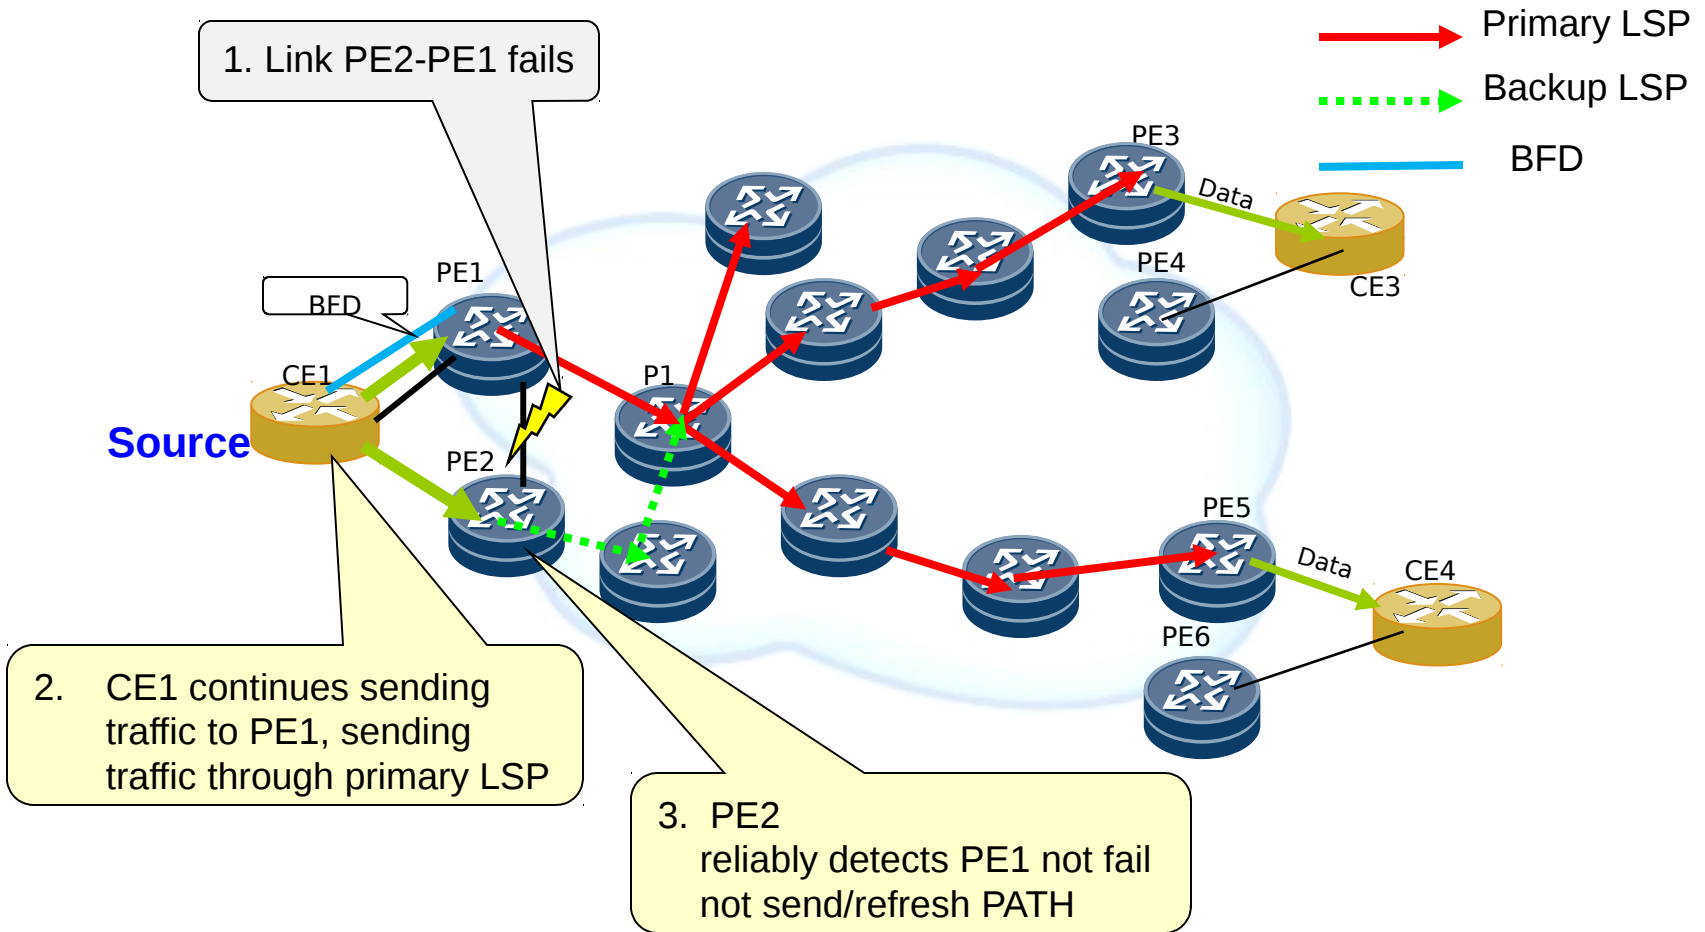 1. Link PE2-PE1 fails
Primary LSP
Backup LSP
BFD
PE3
Data
CE3
PE4
PE1
BFD
CE1
P1
Source
PE2
PE5
Data
CE4
PE6
2. CE1 continues sending
traffic to PE1, sending
traffic through primary LSP
3. PE2
reliably detects PE1 not fail
not send/refresh PATH